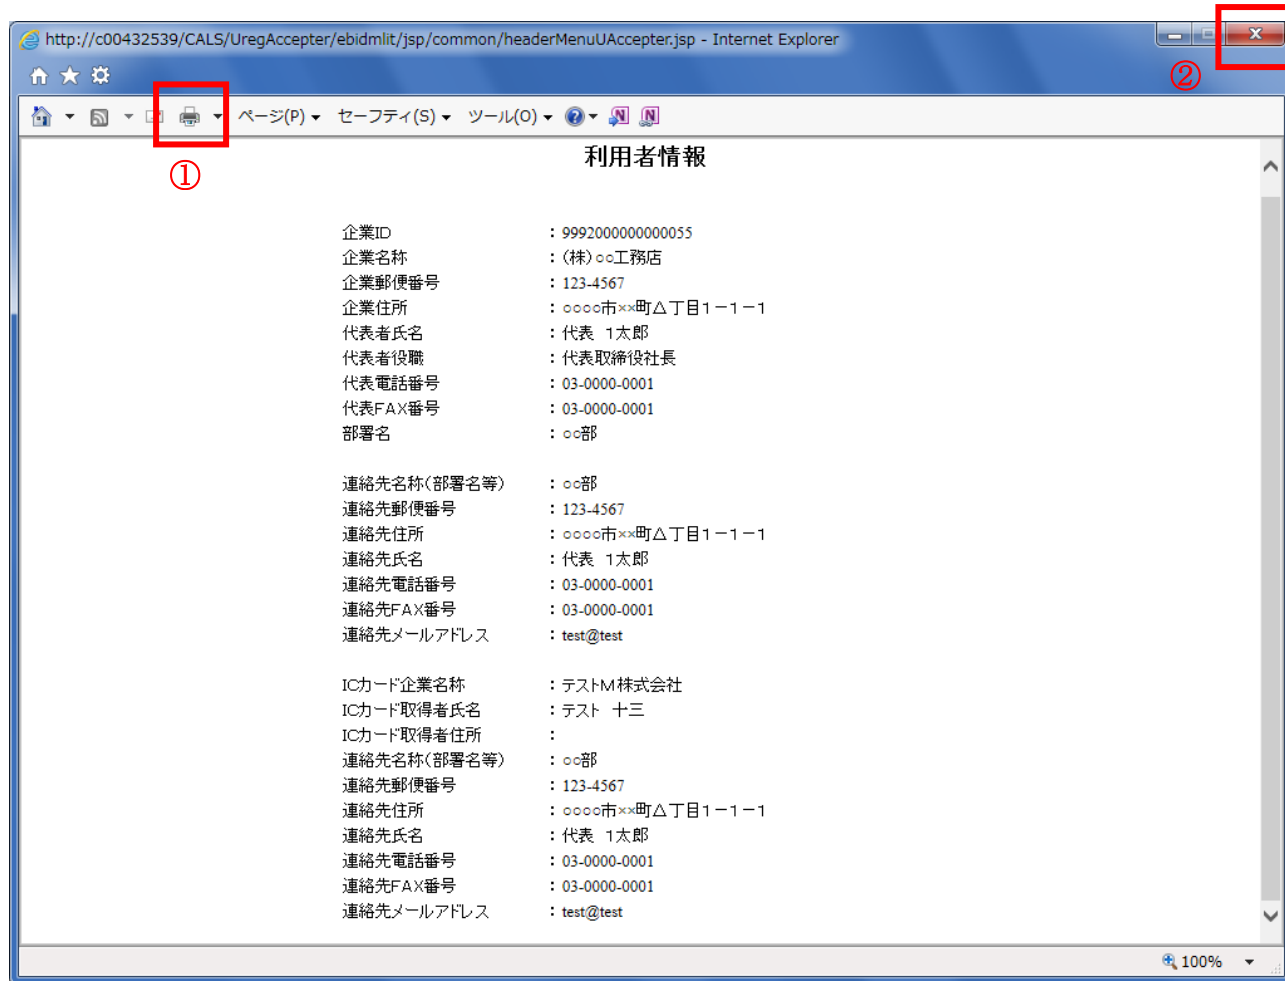 http://c00432539/CALS/UregAccepter/ebidmlit/jsp/common/headerMenuUAccepter.jsp - Internet Explorer
②
ページ(P) セーフティ(S) ツール(O)
①
利用者情報
企業ID : 9992000000000055
企業名称 : (株)○○工務店
企業郵便番号 : 123-4567
企業住所 : ○○○○市××町△丁目1-1-1
代表者氏名 : 代表 1太郎
代表者役職 : 代表取締役社長
代表電話番号 : 03-0000-0001
代表FAX番号 : 03-0000-0001
部署名 : ○○部
連絡先名称(部署名等) : ○○部
連絡先郵便番号 : 123-4567
連絡先住所 : ○○○○市××町△丁目1-1-1
連絡先氏名 : 代表 1太郎
連絡先電話番号 : 03-0000-0001
連絡先FAX番号 : 03-0000-0001
連絡先メールアドレス : test@test
ICカード企業名称 : テストM株式会社
ICカード取得者氏名 : テスト 十三
ICカード取得者住所 :
連絡先名称(部署名等) : ○○部
連絡先郵便番号 : 123-4567
連絡先住所 : ○○○○市××町△丁目1-1-1
連絡先氏名 : 代表 1太郎
連絡先電話番号 : 03-0000-0001
連絡先FAX番号 : 03-0000-0001
連絡先メールアドレス : test@test
100%